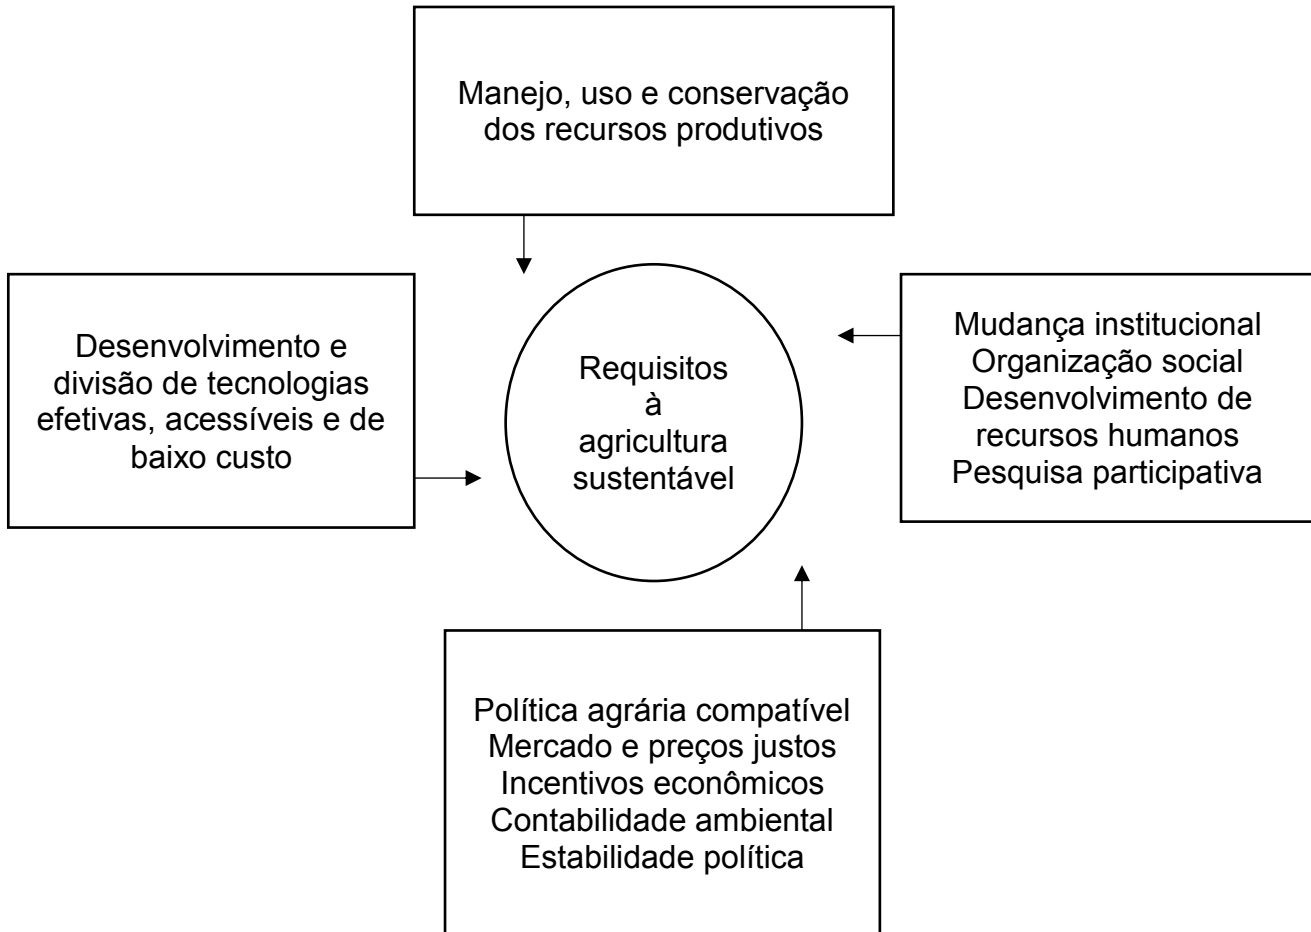 Manejo, uso e conservação
dos recursos produtivos
Desenvolvimento e
divisão de tecnologias
efetivas, acessíveis e de
baixo custo
Requisitos
à
agricultura
sustentável
Mudança institucional
Organização social
Desenvolvimento de
recursos humanos
Pesquisa participativa
Política agrária compatível
Mercado e preços justos
Incentivos econômicos
Contabilidade ambiental
Estabilidade política